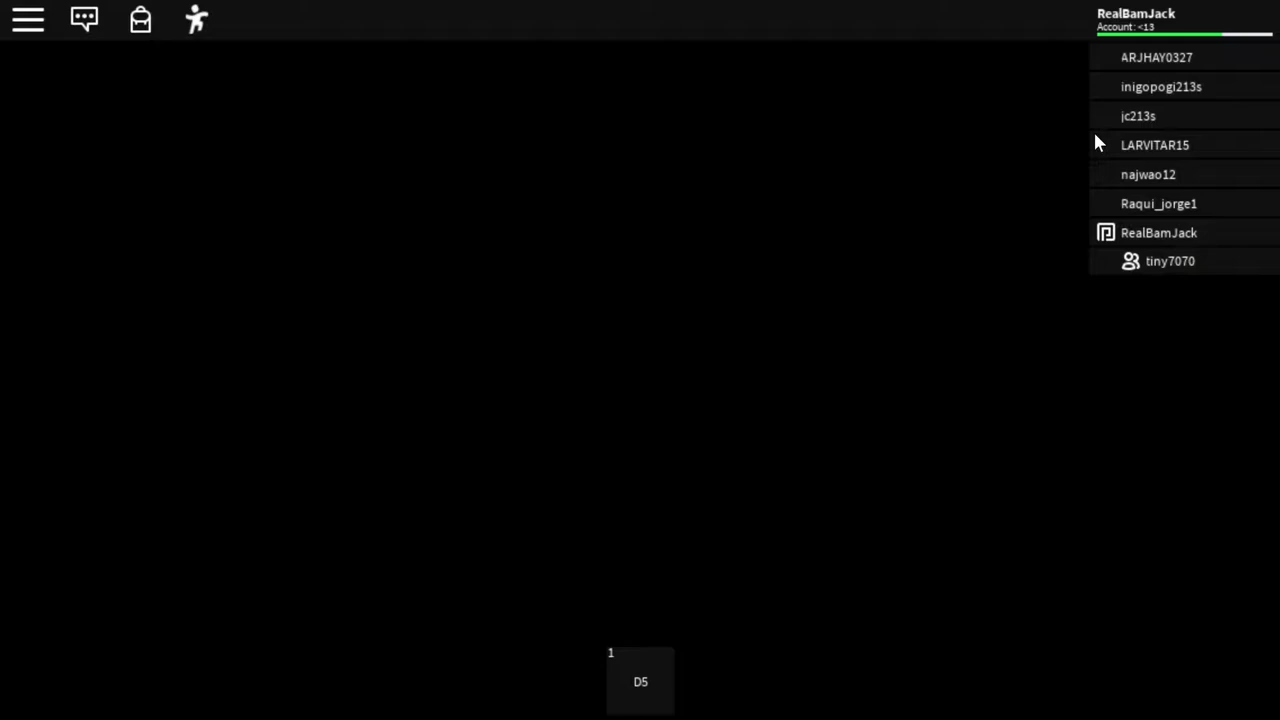 RealBamJack
Account: <13
ARJHAY0327
inigopogi213s
jc213s
LARVITAR15
najwao12
Raqui_jorge1
RealBamJack
tiny7070
1
D5